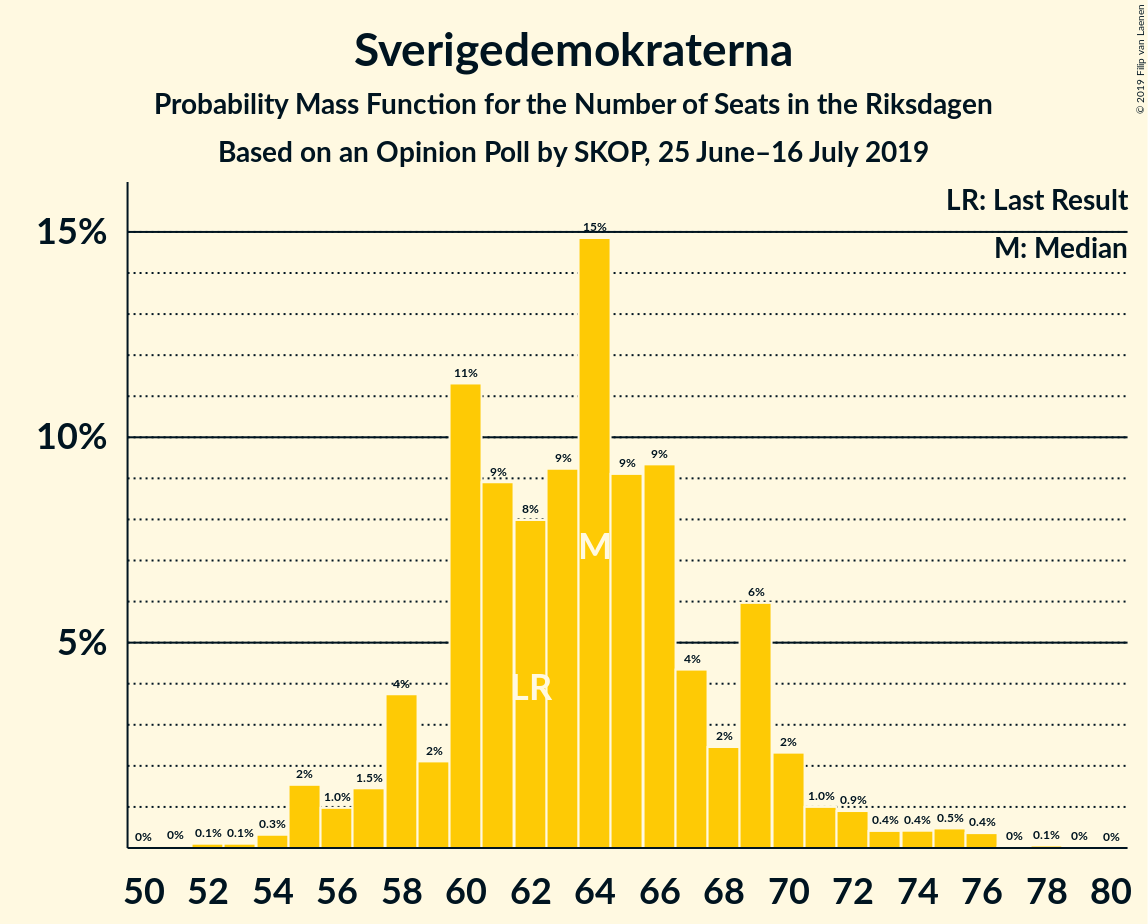 Sverigedemokraterna
Probability Mass Function for the Number of Seats in the Riksdagen
Based on an Opinion Poll by SKOP, 25 June–16 July 2019
© 2019 Filip van Laenen
LR: Last Result
M: Median
15%
10%
5%
0% 0% 0.1% 0.1% 0.3% 2% 1.0% 1.5% 4% 2% 11% 9% 8% 9% 15% 9% 9% 4% 2% 6% 2% 1.0% 0.9% 0.4% 0.4% 0.5% 0.4% 0% 0.1% 0% 0%
M
LR
50 52 54 56 58 60 62 64 66 68 70 72 74 76 78 80